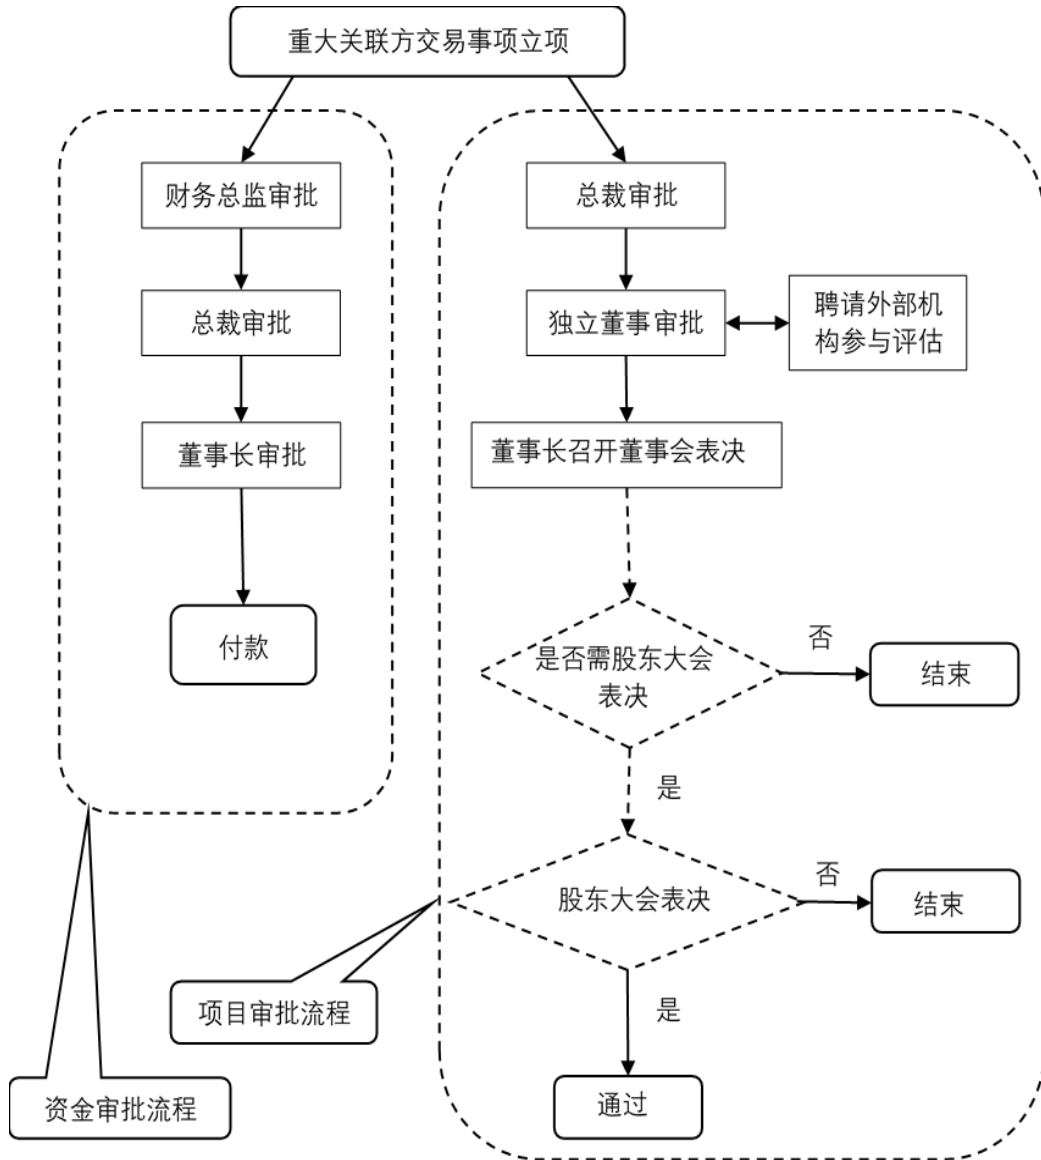 重大关联方交易事项立项
财务总监审批
总裁审批
董事长审批
付款
总裁审批
独立董事审批
聘请外部机
构参与评估
董事长召开董事会表决
是否需股东大会
表决
否
结束
是
股东大会表决
否
结束
是
通过
项目审批流程
资金审批流程